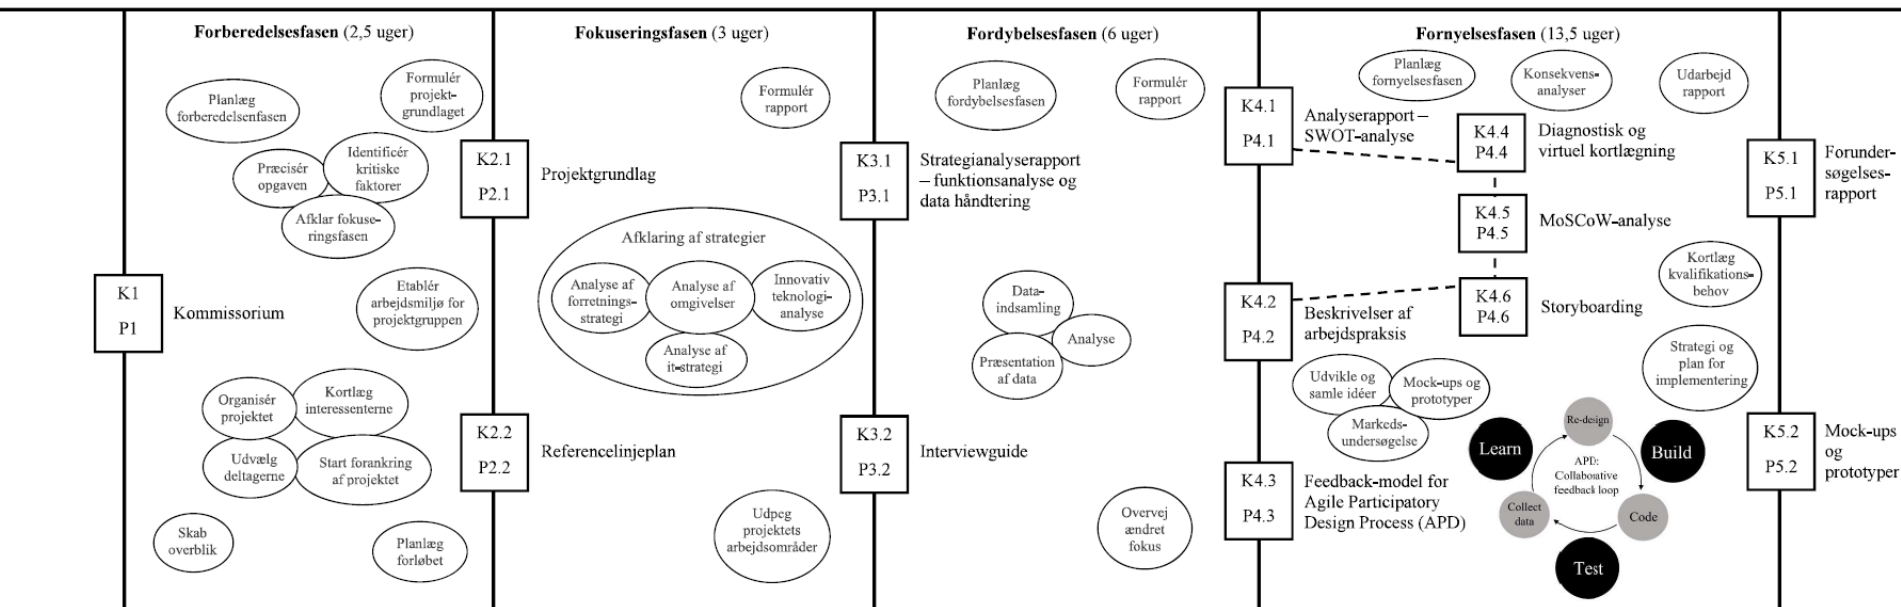 Forberedelsesfasen (2,5 uger)
Planlæg
forberedelsenfasen
Formulér
projekt-
grundlaget
Præcisér
opgaven
Identificér
kritiske
faktorer
Afklar fokuse-
ringsfasen
K1
P1
Kommissorium
Etablér
arbejdsmiljø for
projektgruppen
Organisér
projektet
Kortlæg
interessenterne
Udvælg
deltagerne
Start forankring
af projektet
Skab
overblik
Planlæg
forløbet
Fokuseringsfasen (3 uger)
Formulér
rapport
K2.1
P2.1
Projektgrundlag
Afklaring af strategier
Analyse af
forretnings-
strategi
Analyse af
omgivelser
Innovativ
teknologi-
analyse
Analyse af
it-strategi
K2.2
P2.2
Referencelinjeplan
Udpeg
projektets
arbejdsområder
Fordybelsesfasen (6 uger)
Planlæg
fordybelsesfasen
Formulér
rapport
K3.1
P3.1
Strategianalyserapport
– funktionsanalyse og
data håndtering
Data-
indsamling
Analyse
Præsentation
af data
K3.2
P3.2
Interviewguide
Overvej
ændret
fokus
Fornyelsesfasen (13,5 uger)
Planlæg
fornyelsesfasen
Konsekvens-
analyser
Udarbejd
rapport
K4.1
P4.1
Analyserapport –
SWOT-analyse
K4.4
P4.4
Diagnostisk og
virtuel kortlægning
K4.5
P4.5
MoSCoW-analyse
K4.2
P4.2
Beskrivelser af
arbejdspraksis
K4.6
P4.6
Storyboarding
Kortlæg
kvalifikations-
behov
Udvikle og
samle idéer
Mock-ups og
prototyper
Markeds-
undersøgelse
Strategi og
plan for
implementering
K4.3
P4.3
Feedback-model for
Agile Participatory
Design Process (APD)
Re-design
Learn
Build
APD:
Collaborative
feedback loop
Collect
data
Code
Test
K5.1
P5.1
Forunder-
søgelses-
rapport
K5.2
P5.2
Mock-ups
og
prototyper